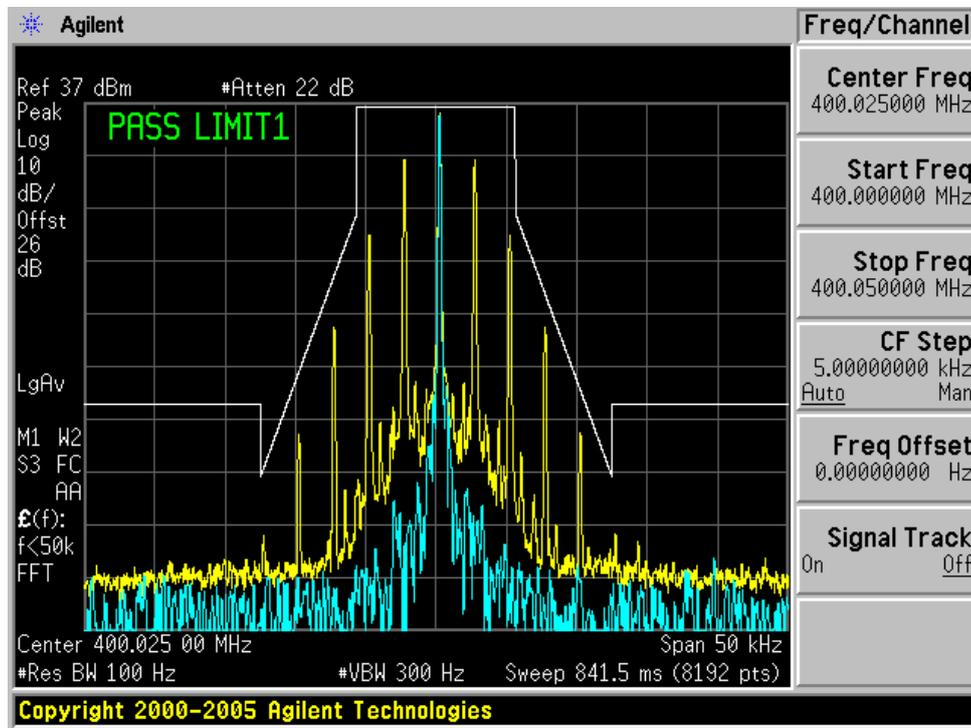 Agilent
Ref 37 dBm #Atten 22 dB
Peak
Log
10
dB/
Offst
26
dB
PASS LIMIT1
LgAv
M1 W2
S3 FC
AA
£(f):
f<50k
FFT
Center 400.025 00 MHz Span 50 kHz
#Res BW 100 Hz #VBW 300 Hz Sweep 841.5 ms (8192 pts)
Copyright 2000-2005 Agilent Technologies
Freq/Channel
Center Freq
400.025000 MHz
Start Freq
400.000000 MHz
Stop Freq
400.050000 MHz
CF Step
5.00000000 kHz
Auto Man
Freq Offset
0.00000000 Hz
Signal Track
On Off